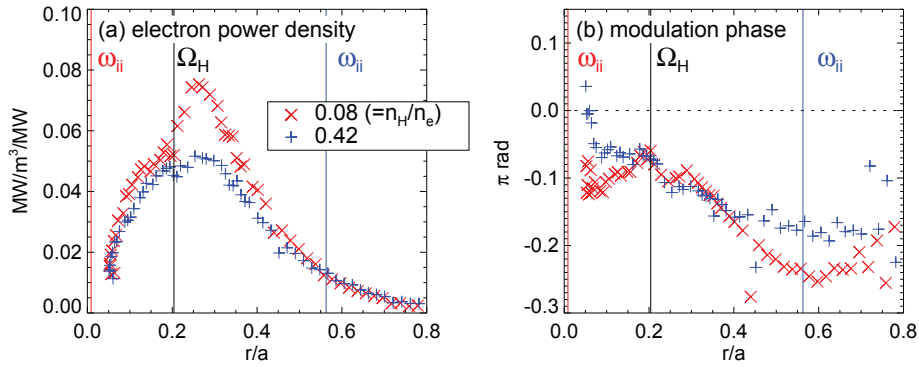 (a) electron power density
ω_ii
Ω_H
ω_ii
0.08 (=n_H/n_e)
0.42
MW/m³/MW
0.10
0.08
0.06
0.04
0.02
0.00
0.0 0.2 0.4 0.6 0.8
r/a
(b) modulation phase
ω_ii
Ω_H
ω_ii
π rad
0.1
0.0
-0.1
-0.2
-0.3
0.0 0.2 0.4 0.6 0.8
r/a